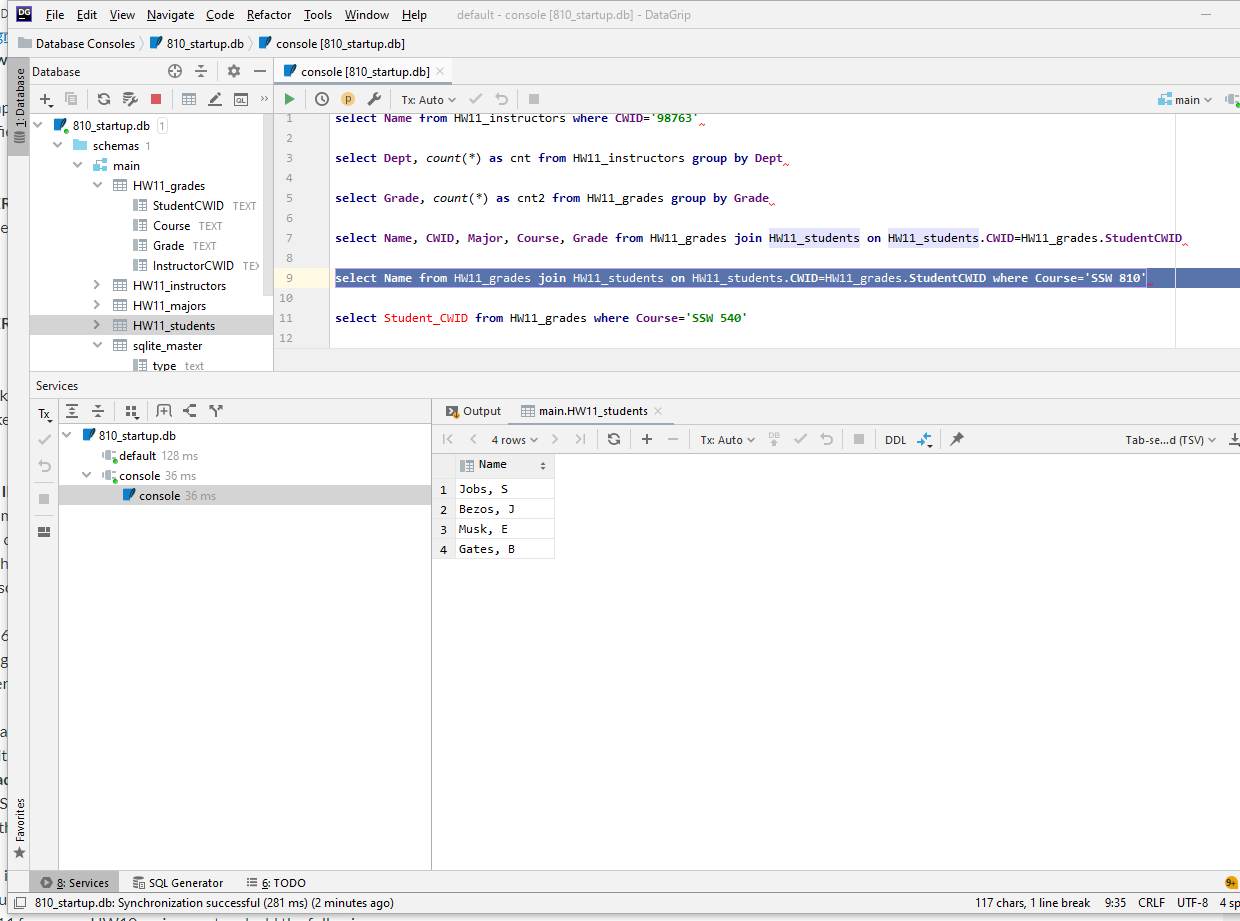 File Edit View Navigate Code Refactor Tools Window Help default - console [810_startup.db] - DataGrip
Database Consoles 810_startup.db console [810_startup.db]
Database
console [810_startup.db]
1: Database
Tx: Auto
main
810_startup.db 1
schemas 1
main
HW11_grades
StudentCWID TEXT
Course TEXT
Grade TEXT
InstructorCWID
HW11_instructors
HW11_majors
HW11_students
sqlite_master
type text
1 select Name from HW11_instructors where CWID='98763'
2
3 select Dept, count(*) as cnt from HW11_instructors group by Dept
4
5 select Grade, count(*) as cnt2 from HW11_grades group by Grade
6
7 select Name, CWID, Major, Course, Grade from HW11_grades join HW11_students on HW11_students.CWID=HW11_grades.StudentCWID
8
9 select Name from HW11_grades join HW11_students on HW11_students.CWID=HW11_grades.StudentCWID where Course='SSW 810'
10
11 select Student_CWID from HW11_grades where Course='SSW 540'
12
Services
Tx
810_startup.db
default 128 ms
console 36 ms
console 36 ms
Output main.HW11_students
4 rows Tx: Auto DB DDL Tab-se...d (TSV)
Name
1 Jobs, S
2 Bezos, J
3 Musk, E
4 Gates, B
Favorites
8: Services SQL Generator 6: TODO 9+
810_startup.db: Synchronization successful (281 ms) (2 minutes ago) 117 chars, 1 line break 9:35 CRLF UTF-8 4 sp